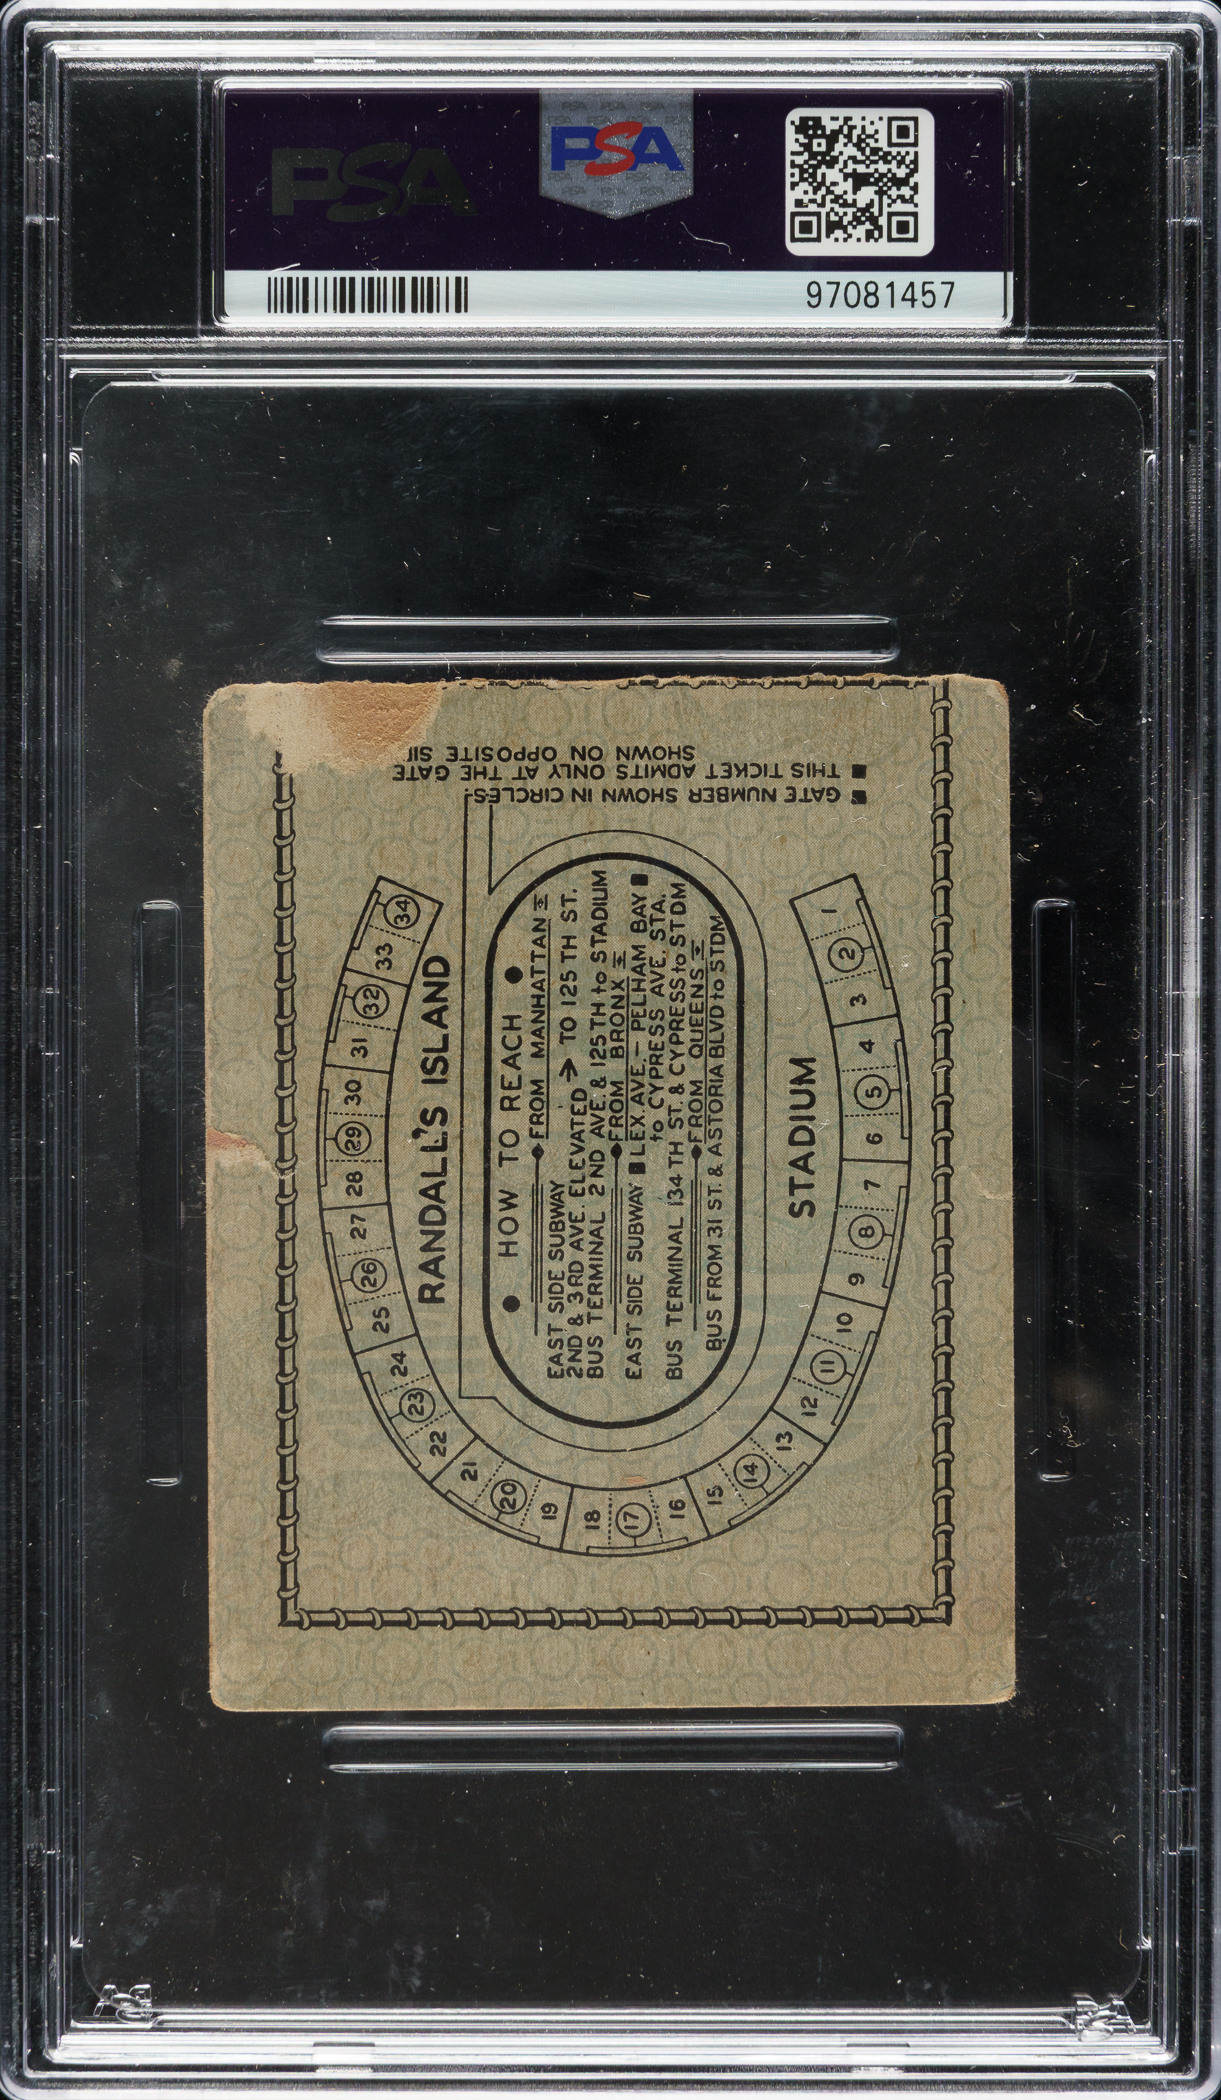 PSA
PSA
97081457
GATE NUMBER SHOWN IN CIRCLES.
THIS TICKET ADMITS ONLY AT THE GATE
SHOWN ON OPPOSITE
RANDALL'S ISLAND
HOW TO REACH
FROM MANHATTAN
EAST SIDE SUBWAY
2ND & 3RD AVE. ELEVATED → TO 125 TH ST.
BUS TERMINAL 2ND AVE. & 125 TH to STADIUM
FROM BRONX
EAST SIDE SUBWAY LEX AVE. - PELHAM BAY
to CYPRESS AVE. STA.
BUS TERMINAL 134 TH ST. & CYPRESS to STDM
FROM QUEENS
BUS FROM 31 ST. & ASTORIA BLVD to STDM
STADIUM
1
2
3
4
5
6
7
8
9
10
11
12
13
14
15
16
17
18
19
20
21
22
23
24
25
26
27
28
29
30
31
32
33
34